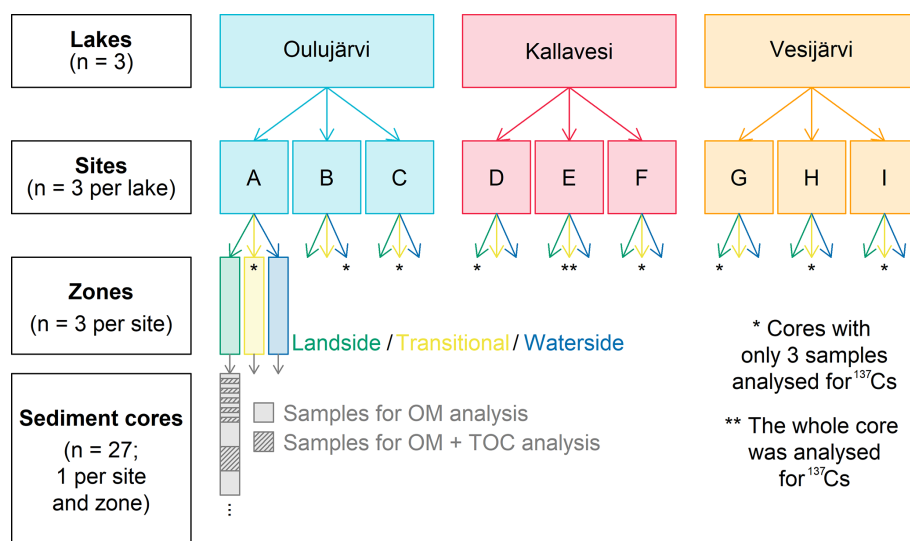 Lakes
(n = 3)
Oulujärvi
Kallavesi
Vesijärvi
Sites
(n = 3 per lake)
A
B
C
D
E
F
G
H
I
*
*
*
*
**
*
*
*
*
Zones
(n = 3 per site)
Landside / Transitional / Waterside
* Cores with
only 3 samples
analysed for ¹³⁷Cs
Sediment cores
(n = 27;
1 per site
and zone)
Samples for OM analysis
Samples for OM + TOC analysis
...
** The whole core
was analysed
for ¹³⁷Cs